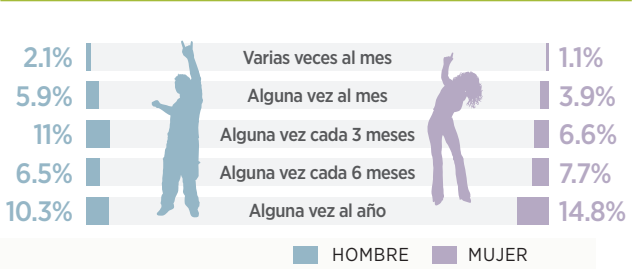 2.1% Varias veces al mes 1.1%
5.9% Alguna vez al mes 3.9%
11% Alguna vez cada 3 meses 6.6%
6.5% Alguna vez cada 6 meses 7.7%
10.3% Alguna vez al año 14.8%
HOMBRE MUJER